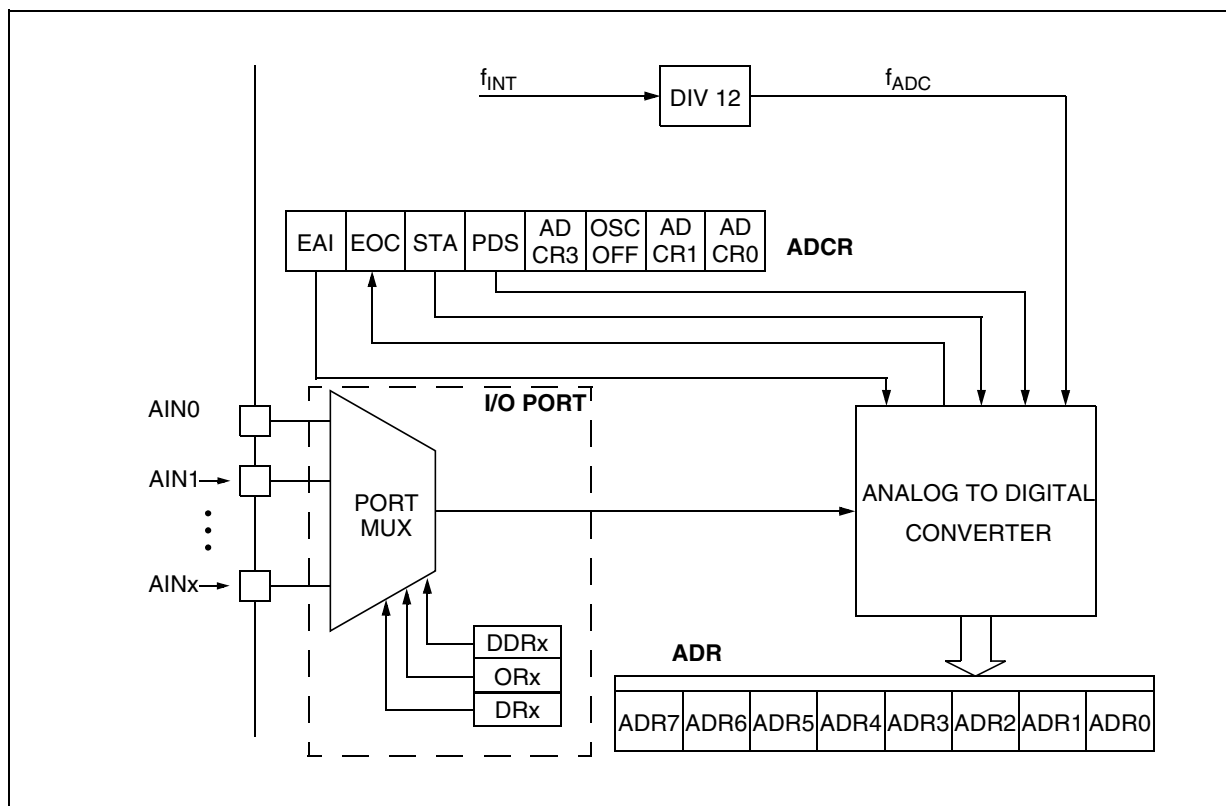 fINT
DIV 12
fADC
EAI EOC STA PDS AD CR3 OSC OFF AD CR1 AD CR0
ADCR
I/O PORT
AIN0
AIN1
AINx
PORT
MUX
ANALOG TO DIGITAL
CONVERTER
DDRx
ORx
DRx
ADR
ADR7 ADR6 ADR5 ADR4 ADR3 ADR2 ADR1 ADR0